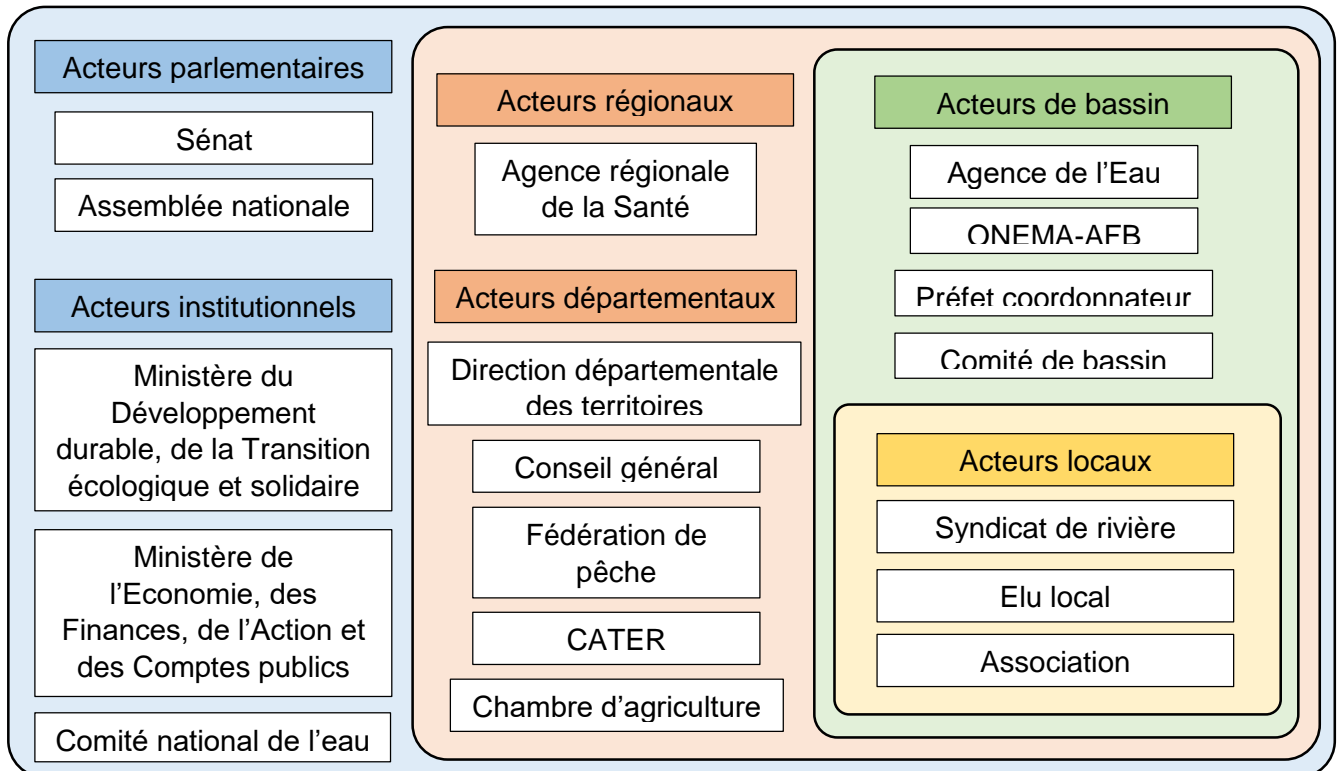 Acteurs parlementaires
Sénat
Assemblée nationale
Acteurs institutionnels
Ministère du
Développement
durable, de la Transition
écologique et solidaire
Ministère de
l'Economie, des
Finances, de l'Action et
des Comptes publics
Comité national de l'eau
Acteurs régionaux
Agence régionale
de la Santé
Acteurs départementaux
Direction départementale
des territoires
Conseil général
Fédération de
pêche
CATER
Chambre d'agriculture
Acteurs de bassin
Agence de l'Eau
ONEMA-AFB
Préfet coordonnateur
Comité de bassin
Acteurs locaux
Syndicat de rivière
Elu local
Association